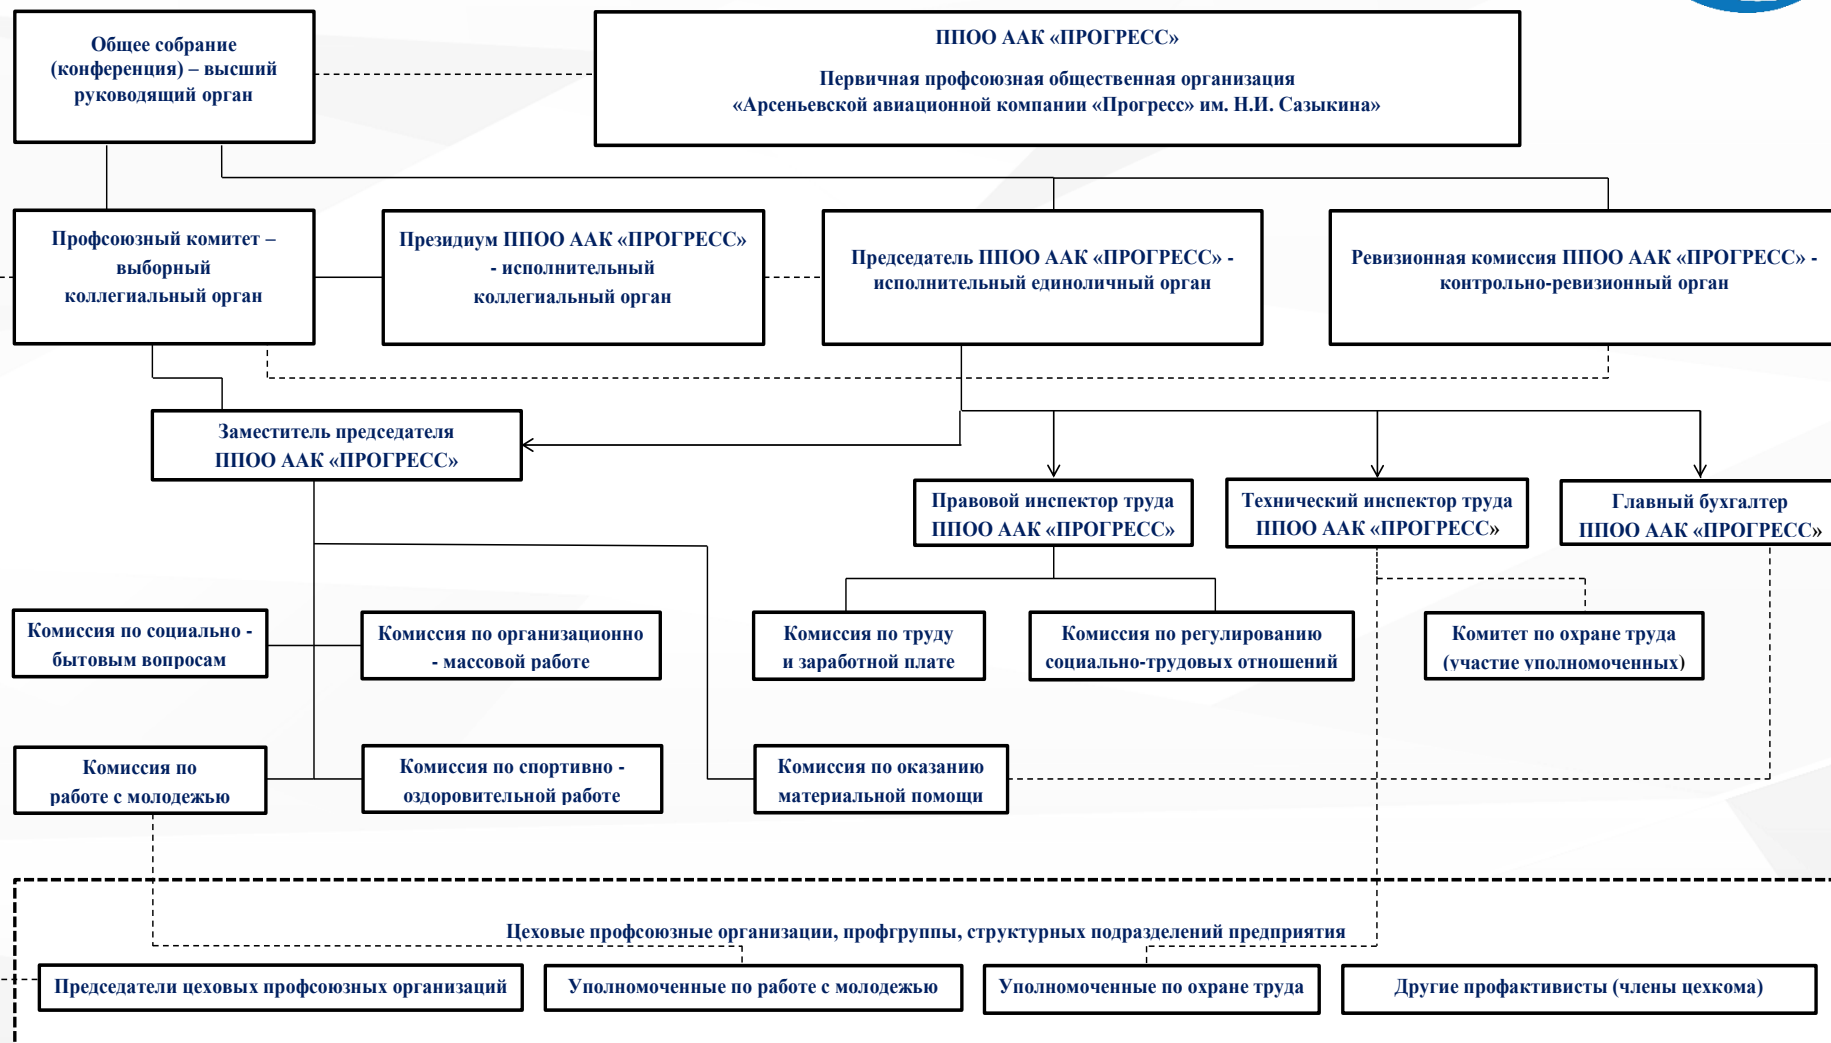 Общее собрание
(конференция) – высший
руководящий орган
ППОО ААК «ПРОГРЕСС»
Первичная профсоюзная общественная организация
«Арсеньевской авиационной компании «Прогресс» им. Н.И. Сазыкина»
Профсоюзный комитет –
выборный
коллегиальный орган
Президиум ППОО ААК «ПРОГРЕСС»
- исполнительный
коллегиальный орган
Председатель ППОО ААК «ПРОГРЕСС» -
исполнительный единоличный орган
Ревизионная комиссия ППОО ААК «ПРОГРЕСС» -
контрольно-ревизионный орган
Заместитель председателя
ППОО ААК «ПРОГРЕСС»
Правовой инспектор труда
ППОО ААК «ПРОГРЕСС»
Технический инспектор труда
ППОО ААК «ПРОГРЕСС»
Главный бухгалтер
ППОО ААК «ПРОГРЕСС»
Комиссия по социально -
бытовым вопросам
Комиссия по организационно
- массовой работе
Комиссия по труду
и заработной плате
Комиссия по регулированию
социально-трудовых отношений
Комитет по охране труда
(участие уполномоченных)
Комиссия по
работе с молодежью
Комиссия по спортивно -
оздоровительной работе
Комиссия по оказанию
материальной помощи
Цеховые профсоюзные организации, профгруппы, структурных подразделений предприятия
Председатели цеховых профсоюзных организаций
Уполномоченные по работе с молодежью
Уполномоченные по охране труда
Другие профактивисты (члены цехкома)